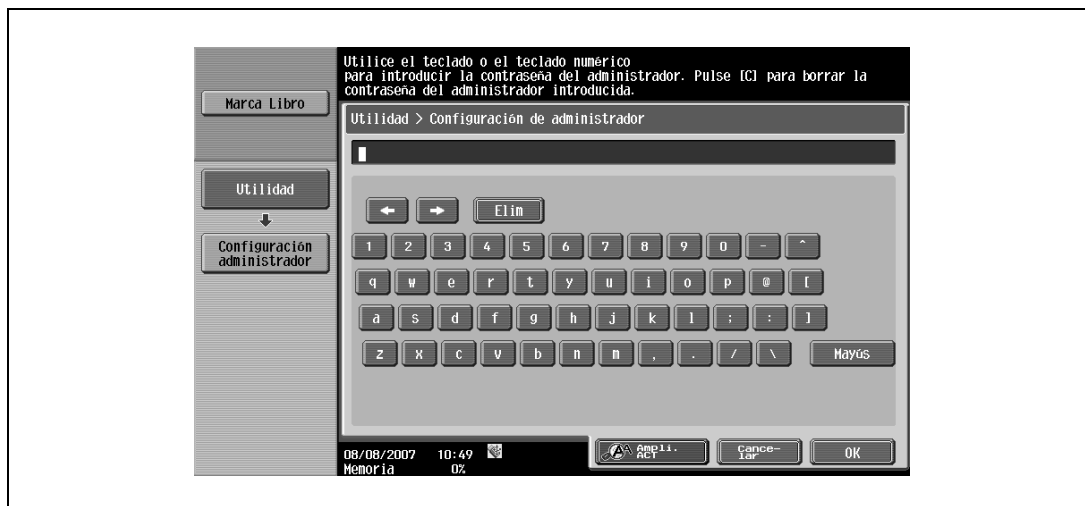 Utilice el teclado o el teclado numérico
para introducir la contraseña del administrador. Pulse [C] para borrar la
contraseña del administrador introducida.
Marca Libro
Utilidad > Configuración de administrador
Utilidad
Configuración
administrador
← → Elim
1 2 3 4 5 6 7 8 9 0 - ^
q w e r t y u i o p @ [
a s d f g h j k l ; : ]
z x c v b n m , . / \ Mayús
Ampli.
ACT
Cance-
lar
OK
08/08/2007 10:49
Memoria 0%